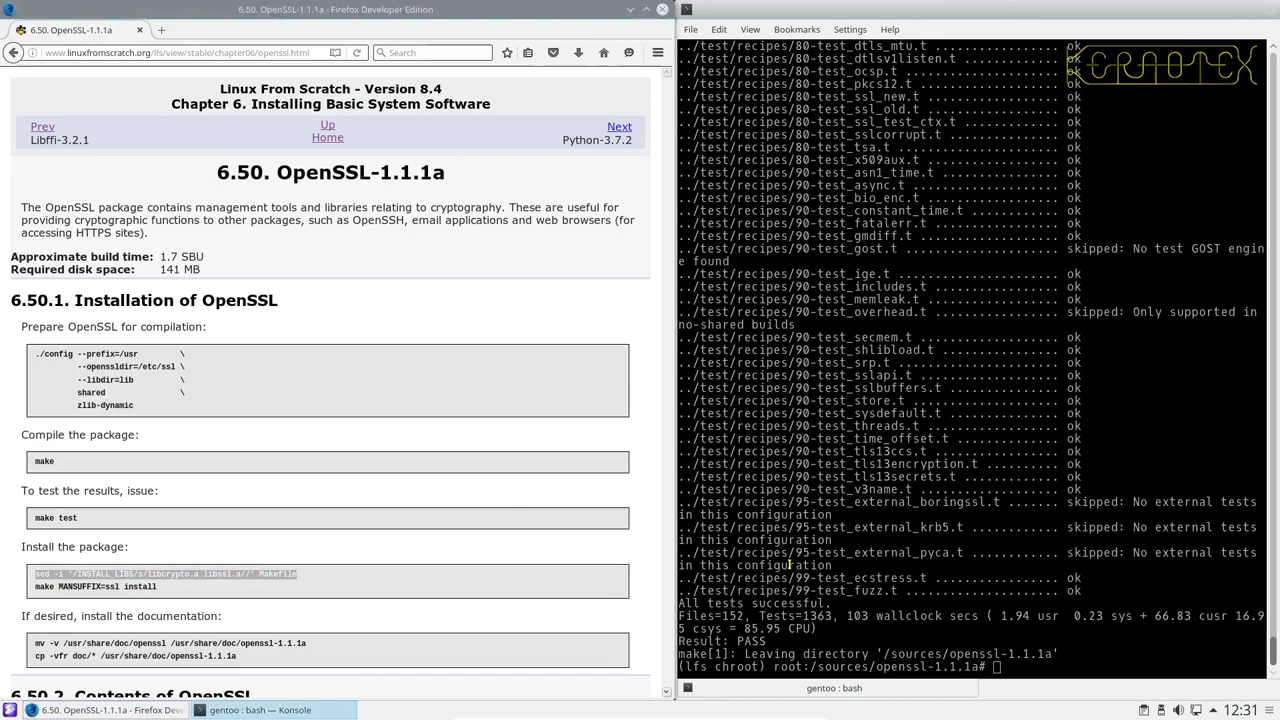 6.50. OpenSSL-1.1.1a - Firefox Developer Edition
6.50. OpenSSL-1.1.1a
www.linuxfromscratch.org/lfs/view/stable/chapter06/openssl.html
Search
Linux From Scratch - Version 8.4
Chapter 6. Installing Basic System Software
Prev
Up
Next
Libffi-3.2.1
Home
Python-3.7.2
6.50. OpenSSL-1.1.1a
The OpenSSL package contains management tools and libraries relating to cryptography. These are useful for
providing cryptographic functions to other packages, such as OpenSSH, email applications and web browsers (for
accessing HTTPS sites).
Approximate build time: 1.7 SBU
Required disk space: 141 MB
6.50.1. Installation of OpenSSL
Prepare OpenSSL for compilation:
./config --prefix=/usr \
--openssldir=/etc/ssl \
--libdir=lib \
shared \
zlib-dynamic
Compile the package:
make
To test the results, issue:
make test
Install the package:
sed -i '/INSTALL_LIBS/s/libcrypto.a libssl.a//' Makefile
make MANSUFFIX=ssl install
If desired, install the documentation:
mv -v /usr/share/doc/openssl /usr/share/doc/openssl-1.1.1a
cp -vfr doc/* /usr/share/doc/openssl-1.1.1a
6.50.2. Contents of OpenSSL
File Edit View Bookmarks Settings Help
../test/recipes/80-test_dtls_mtu.t ................ ok
../test/recipes/80-test_dtlsv1listen.t ............ ok
../test/recipes/80-test_ocsp.t .................... ok
../test/recipes/80-test_pkcs12.t .................. ok
../test/recipes/80-test_ssl_new.t ................. ok
../test/recipes/80-test_ssl_old.t ................. ok
../test/recipes/80-test_ssl_test_ctx.t ............ ok
../test/recipes/80-test_sslcorrupt.t .............. ok
../test/recipes/80-test_tsa.t ..................... ok
../test/recipes/80-test_x509aux.t ................. ok
../test/recipes/90-test_asn1_time.t ............... ok
../test/recipes/90-test_async.t ................... ok
../test/recipes/90-test_bio_enc.t ................. ok
../test/recipes/90-test_constant_time.t ........... ok
../test/recipes/90-test_fatalerr.t ................ ok
../test/recipes/90-test_gmdiff.t .................. ok
../test/recipes/90-test_gost.t .................... skipped: No test GOST engin
e found
../test/recipes/90-test_ige.t ..................... ok
../test/recipes/90-test_includes.t ................ ok
../test/recipes/90-test_memleak.t ................. ok
../test/recipes/90-test_overhead.t ................ skipped: Only supported in
no-shared builds
../test/recipes/90-test_secmem.t .................. ok
../test/recipes/90-test_shlibload.t ............... ok
../test/recipes/90-test_srp.t ..................... ok
../test/recipes/90-test_sslapi.t .................. ok
../test/recipes/90-test_sslbuffers.t .............. ok
../test/recipes/90-test_store.t ................... ok
../test/recipes/90-test_sysdefault.t .............. ok
../test/recipes/90-test_threads.t ................. ok
../test/recipes/90-test_time_offset.t ............. ok
../test/recipes/90-test_tls13ccs.t ................ ok
../test/recipes/90-test_tls13encryption.t ......... ok
../test/recipes/90-test_tls13secrets.t ............ ok
../test/recipes/90-test_v3name.t .................. ok
../test/recipes/95-test_external_boringssl.t ...... skipped: No external tests
in this configuration
../test/recipes/95-test_external_krb5.t ........... skipped: No external tests
in this configuration
../test/recipes/95-test_external_pyca.t ........... skipped: No external tests
in this configuration
../test/recipes/99-test_ecstress.t ................ ok
../test/recipes/99-test_fuzz.t .................... ok
All tests successful.
Files=152, Tests=1363, 103 wallclock secs ( 1.94 usr 0.23 sys + 66.83 cusr 16.9
5 csys = 85.95 CPU)
Result: PASS
make[1]: Leaving directory '/sources/openssl-1.1.1a'
(lfs chroot) root:/sources/openssl-1.1.1a#
gentoo : bash
6.50. OpenSSL-1.1.1a - Firefox Deve
gentoo : bash — Konsole
12:31